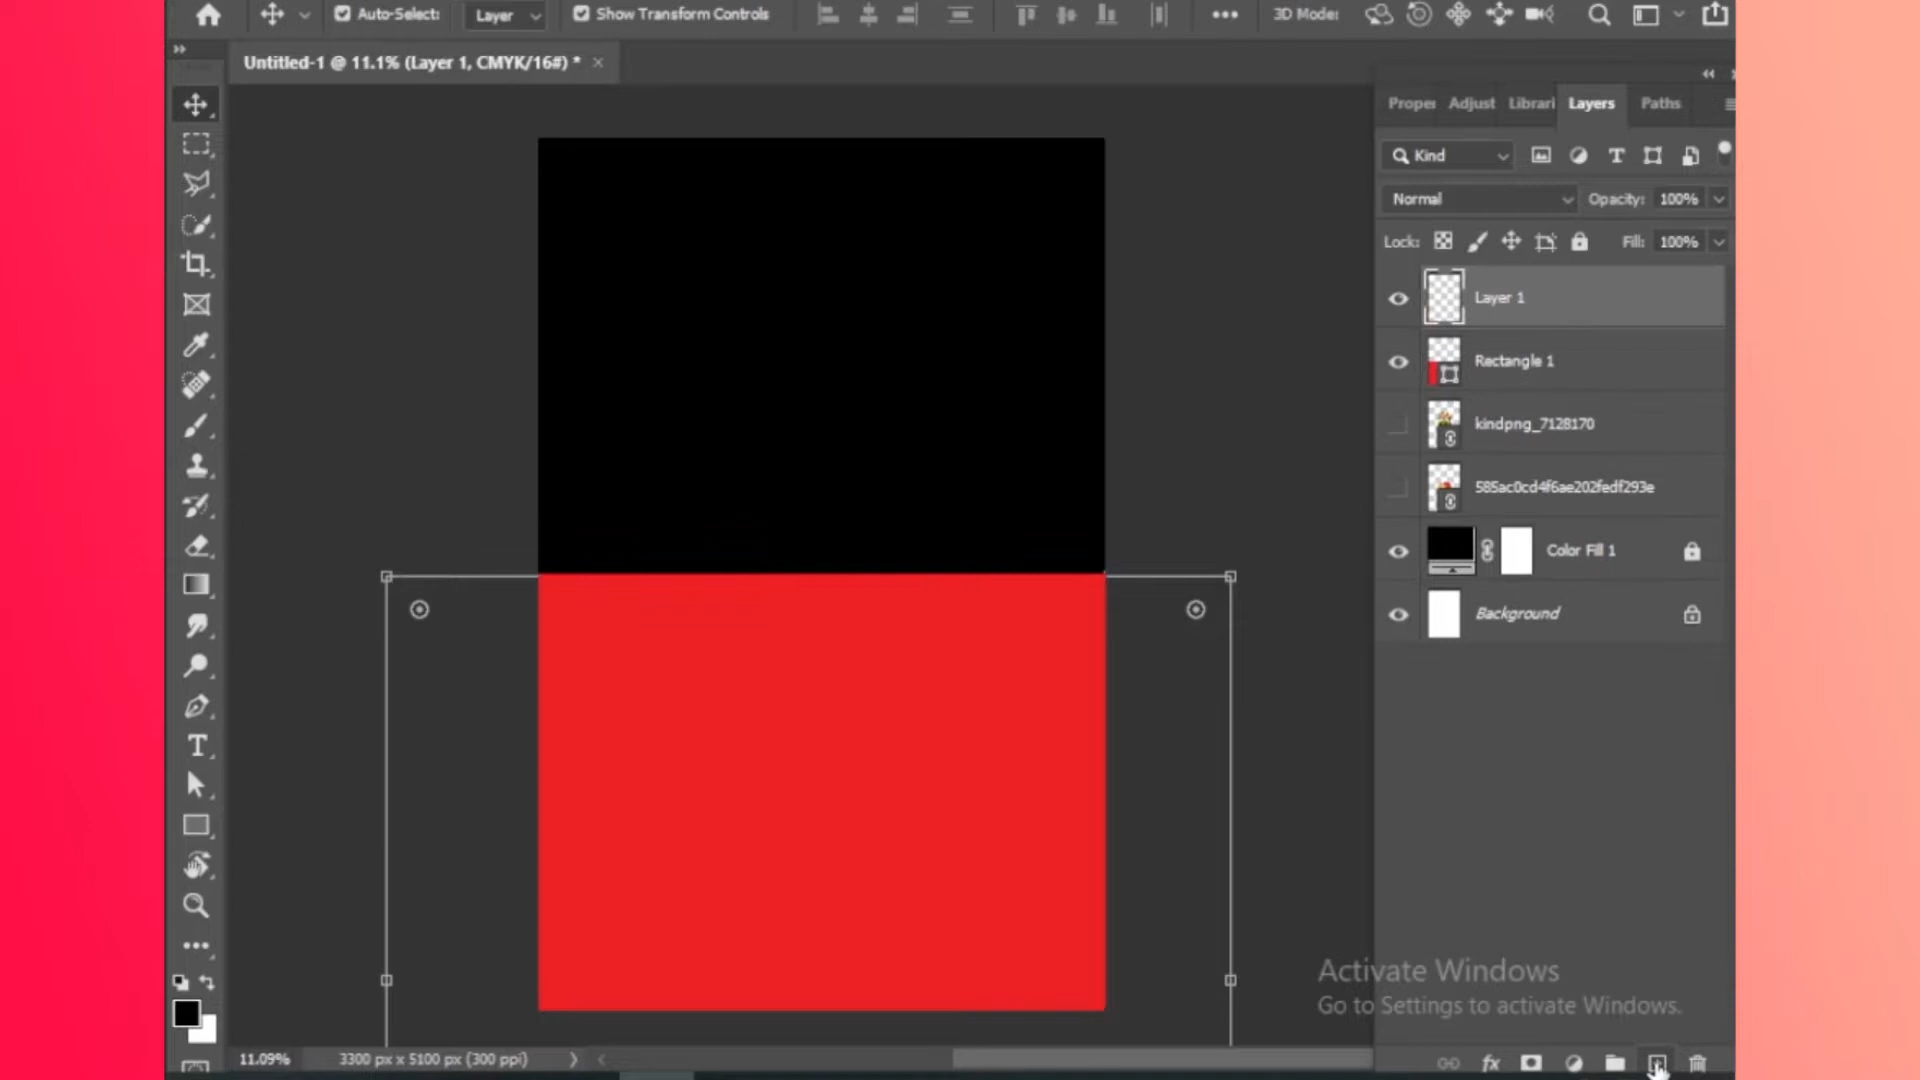 Auto-Select:
Layer
Show Transform Controls
3D Mode:
Untitled-1 @ 11.1% (Layer 1, CMYK/16#) *
Proper
Adjust
Librari
Layers
Paths
Kind
Normal
Opacity:
100%
Lock:
Fill:
100%
Layer 1
Rectangle 1
kindpng_7128170
585ac0cd4f6ae202fedf293e
Color Fill 1
Background
Activate Windows
Go to Settings to activate Windows.
11.09%
3300 px x 5100 px (300 ppi)
fx